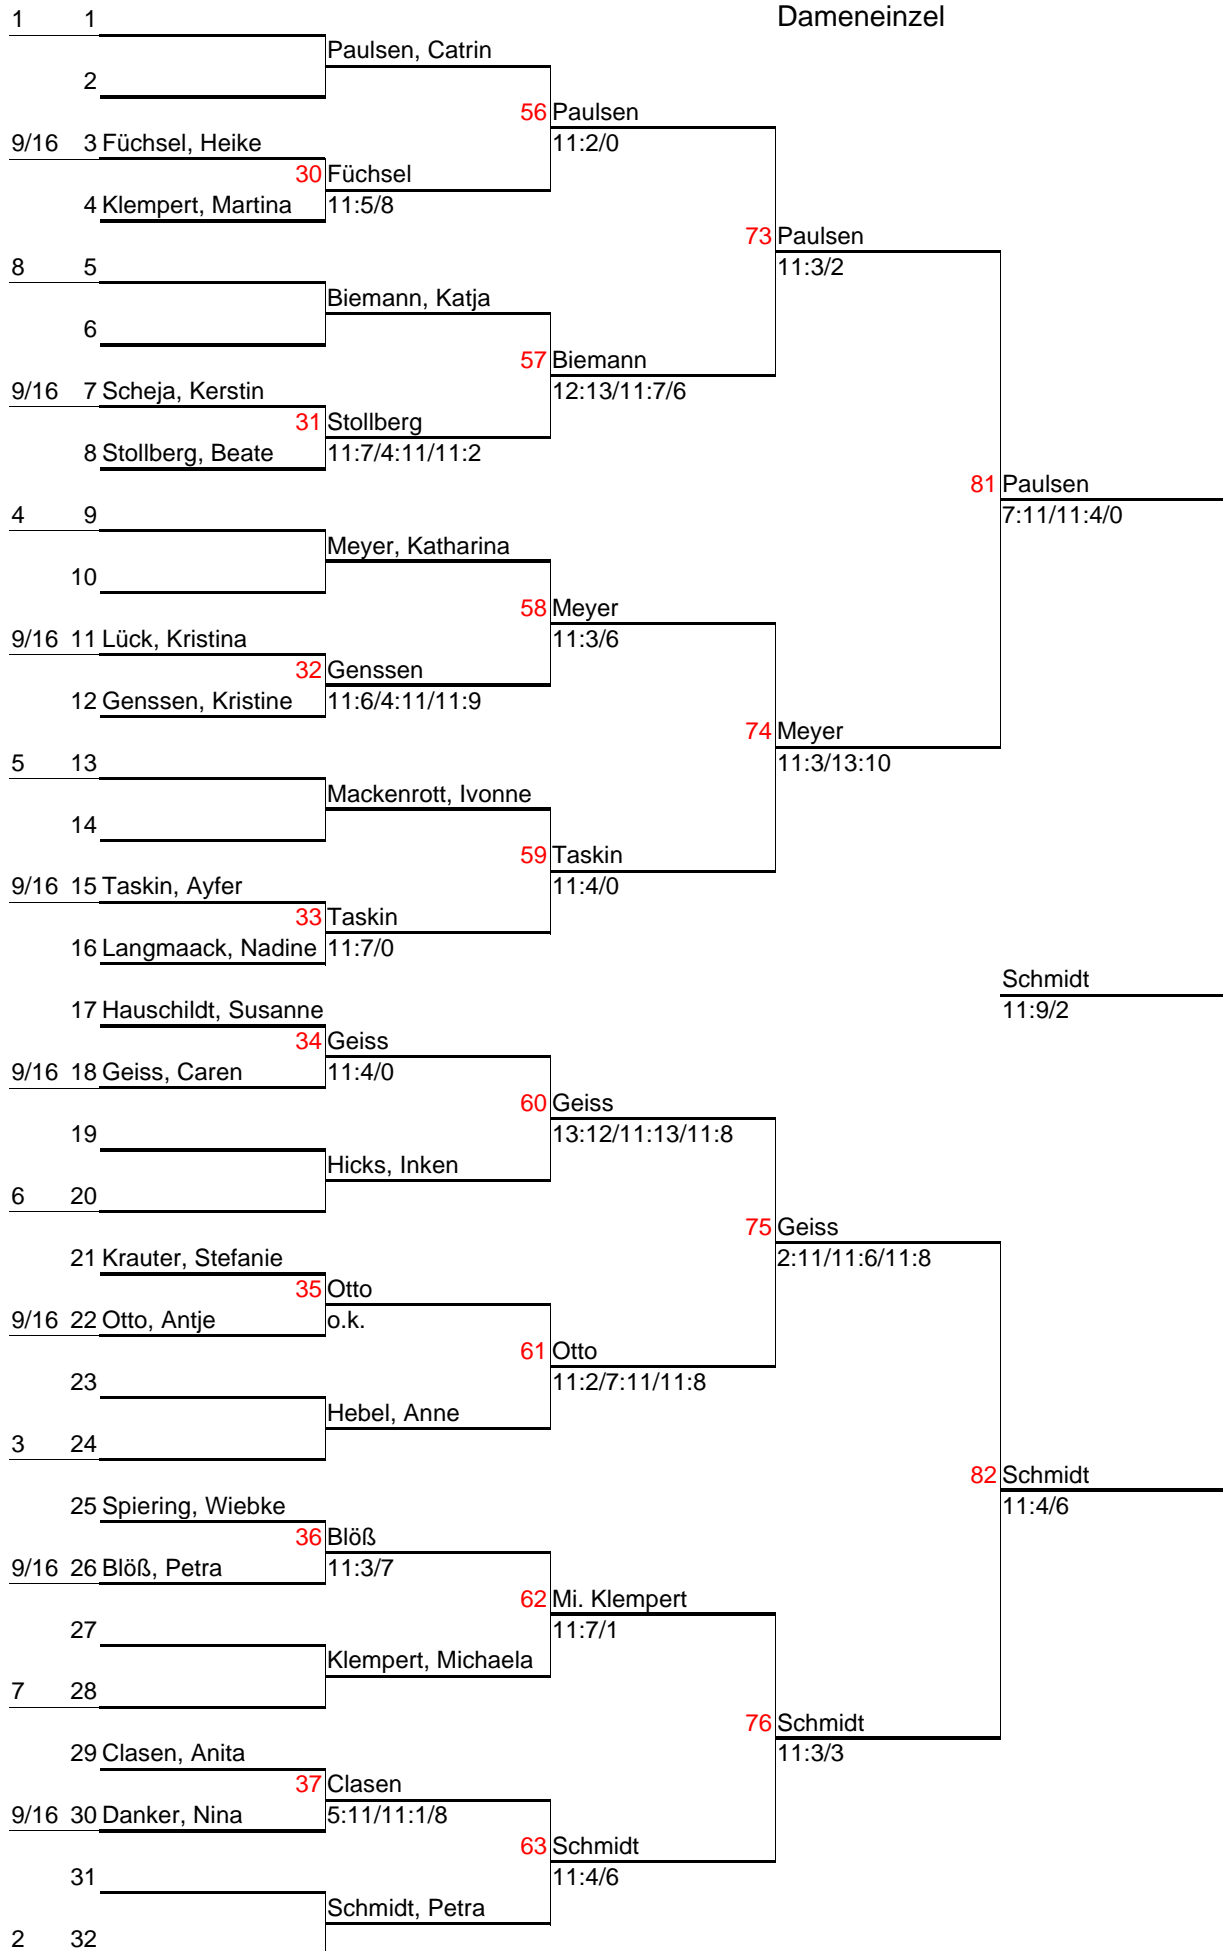 Dameneinzel
1 1
Paulsen, Catrin
2
56 Paulsen
9/16 3 Füchsel, Heike 11:2/0
30 Füchsel
4 Klempert, Martina 11:5/8
73 Paulsen
8 5 11:3/2
Biemann, Katja
6
57 Biemann
9/16 7 Scheja, Kerstin 12:13/11:7/6
31 Stollberg
8 Stollberg, Beate 11:7/4:11/11:2
81 Paulsen
4 9 7:11/11:4/0
Meyer, Katharina
10
58 Meyer
9/16 11 Lück, Kristina 11:3/6
32 Genssen
12 Genssen, Kristine 11:6/4:11/11:9
74 Meyer
5 13 11:3/13:10
Mackenrott, Ivonne
14
59 Taskin
9/16 15 Taskin, Ayfer 11:4/0
33 Taskin
16 Langmaack, Nadine 11:7/0
Schmidt
17 Hauschildt, Susanne 11:9/2
34 Geiss
9/16 18 Geiss, Caren 11:4/0
60 Geiss
19 13:12/11:13/11:8
Hicks, Inken
6 20
75 Geiss
21 Krauter, Stefanie 2:11/11:6/11:8
35 Otto
9/16 22 Otto, Antje o.k.
61 Otto
23 11:2/7:11/11:8
Hebel, Anne
3 24
82 Schmidt
25 Spiering, Wiebke 11:4/6
36 Blöß
9/16 26 Blöß, Petra 11:3/7
62 Mi. Klempert
27 11:7/1
Klempert, Michaela
7 28
76 Schmidt
29 Clasen, Anita 11:3/3
37 Clasen
9/16 30 Danker, Nina 5:11/11:1/8
63 Schmidt
31 11:4/6
Schmidt, Petra
2 32